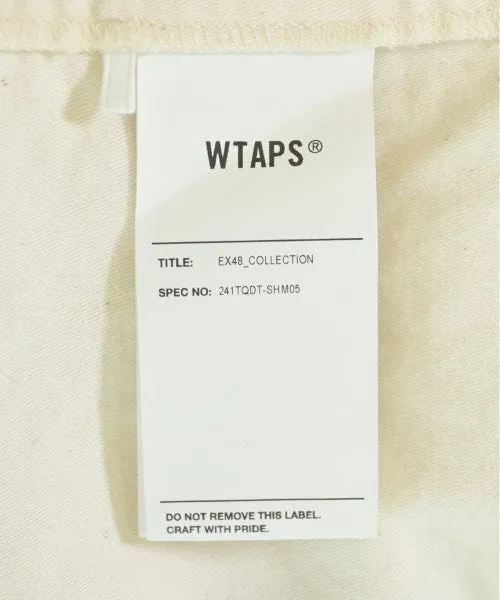 WTAPS®
TITLE: EX48_COLLECTION
SPEC NO: 241TQDT-SHM05
DO NOT REMOVE THIS LABEL.
CRAFT WITH PRIDE.